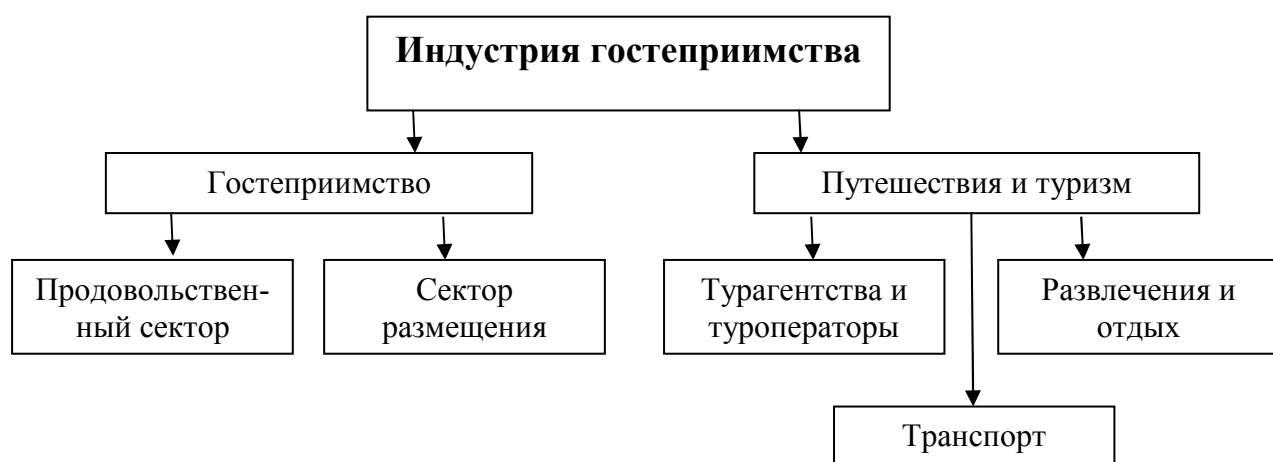 Индустрия гостеприимства
Гостеприимство
Путешествия и туризм
Продовольствен-
ный сектор
Сектор
размещения
Турагентства и
туроператоры
Развлечения и
отдых
Транспорт